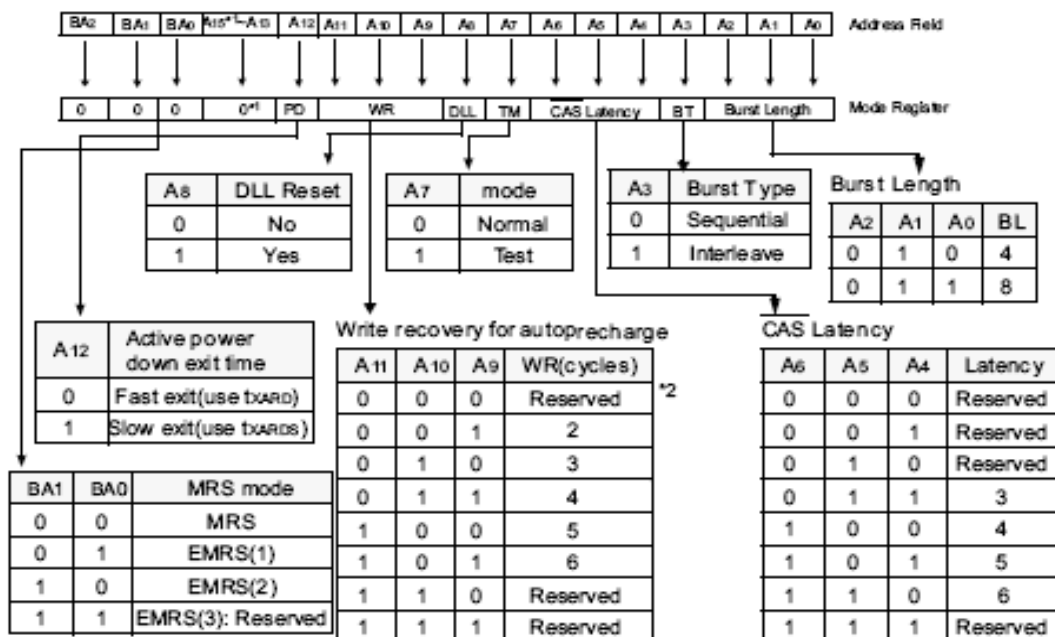 BA2 BA1 BA0 A15*1~A13 A12 A11 A10 A9 A8 A7 A6 A5 A4 A3 A2 A1 A0 Address Field
0 0 0 0*1 PD WR DLL TM CAS Latency BT Burst Length Mode Register
A8 DLL Reset
0 No
1 Yes
A7 mode
0 Normal
1 Test
A3 Burst Type
0 Sequential
1 Interleave
Burst Length
A2 A1 A0 BL
0 1 0 4
0 1 1 8
A12 Active power
down exit time
0 Fast exit(use tXARD)
1 Slow exit(use tXARDS)
Write recovery for autoprecharge
A11 A10 A9 WR(cycles)
*2
0 0 0 Reserved
0 0 1 2
0 1 0 3
0 1 1 4
1 0 0 5
1 0 1 6
1 1 0 Reserved
1 1 1 Reserved
CAS Latency
A6 A5 A4 Latency
0 0 0 Reserved
0 0 1 Reserved
0 1 0 Reserved
0 1 1 3
1 0 0 4
1 0 1 5
1 1 0 6
1 1 1 Reserved
BA1 BA0 MRS mode
0 0 MRS
0 1 EMRS(1)
1 0 EMRS(2)
1 1 EMRS(3): Reserved